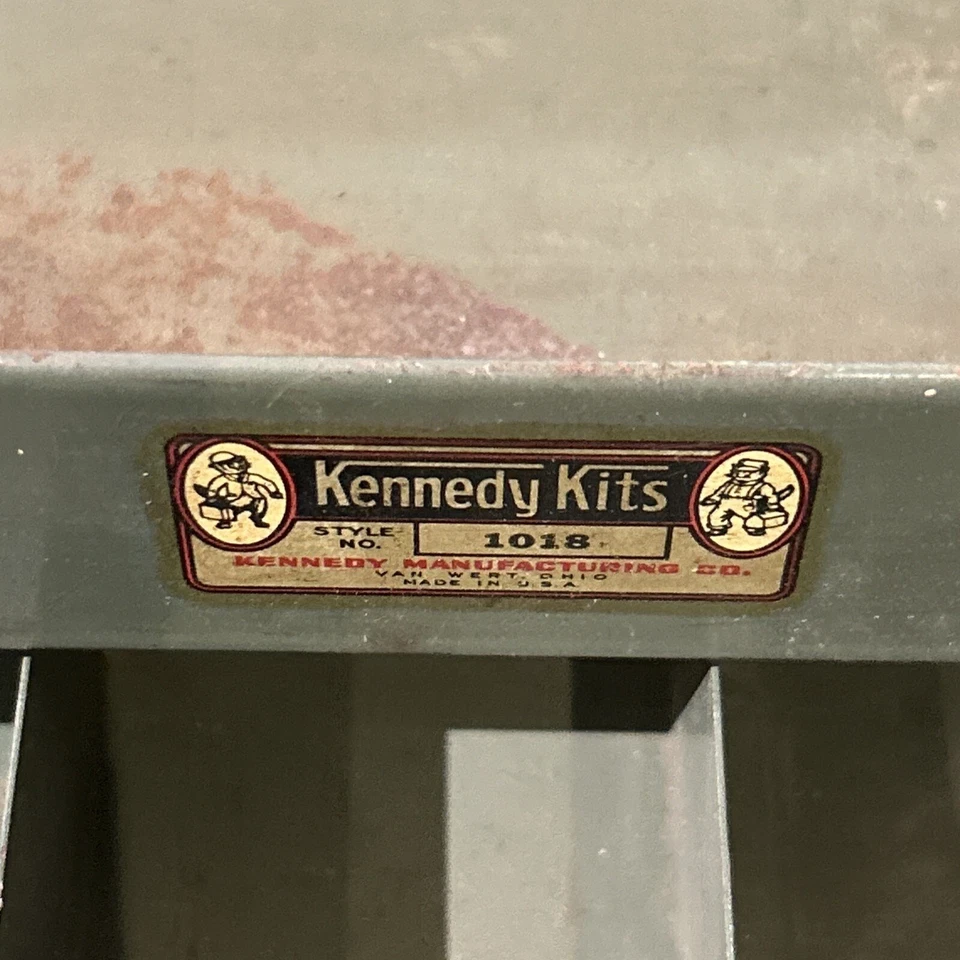 Kennedy Kits
STYLE
NO.
1018
KENNEDY MANUFACTURING CO.
VAN WERT, OHIO
MADE IN U.S.A.